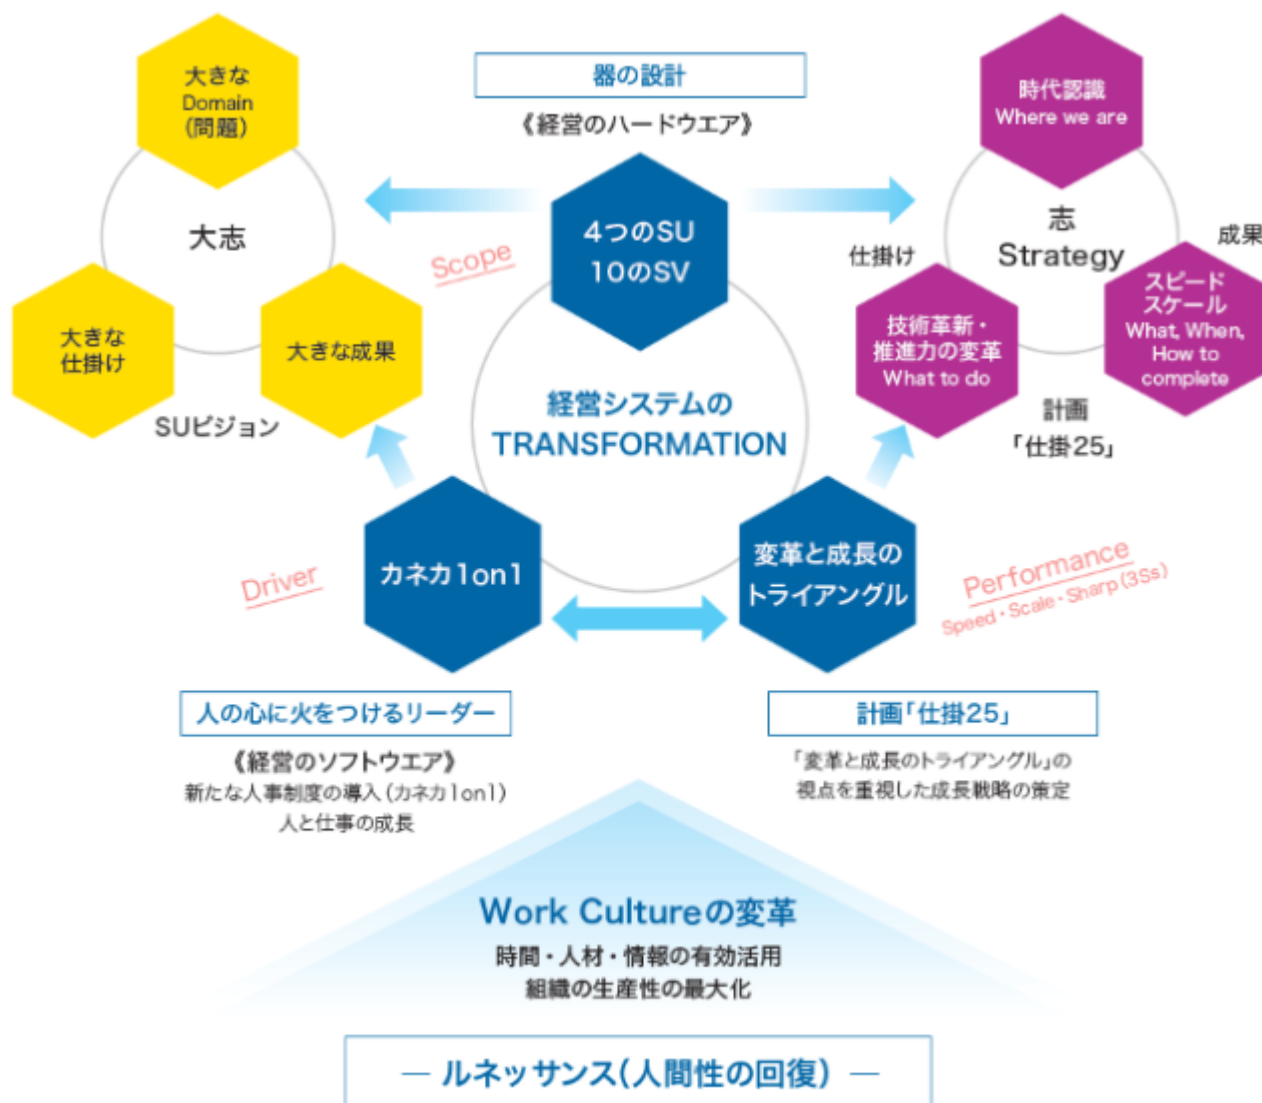 大きな
Domain
(問題)
大志
大きな
仕掛け
大きな成果
SUビジョン
器の設計
《経営のハードウエア》
4つのSU
10のSV
Scope
経営システムの
TRANSFORMATION
カネカ1on1
変革と成長の
トライアングル
Driver
Performance
Speed・Scale・Sharp(3Ss)
時代認識
Where we are
志
Strategy
仕掛け
成果
技術革新・
推進力の変革
What to do
スピード
スケール
What, When,
How to
complete
計画
「仕掛25」
人の心に火をつけるリーダー
《経営のソフトウエア》
新たな人事制度の導入(カネカ1on1)
人と仕事の成長
計画「仕掛25」
「変革と成長のトライアングル」の
視点を重視した成長戦略の策定
Work Cultureの変革
時間・人材・情報の有効活用
組織の生産性の最大化
― ルネッサンス(人間性の回復) ―